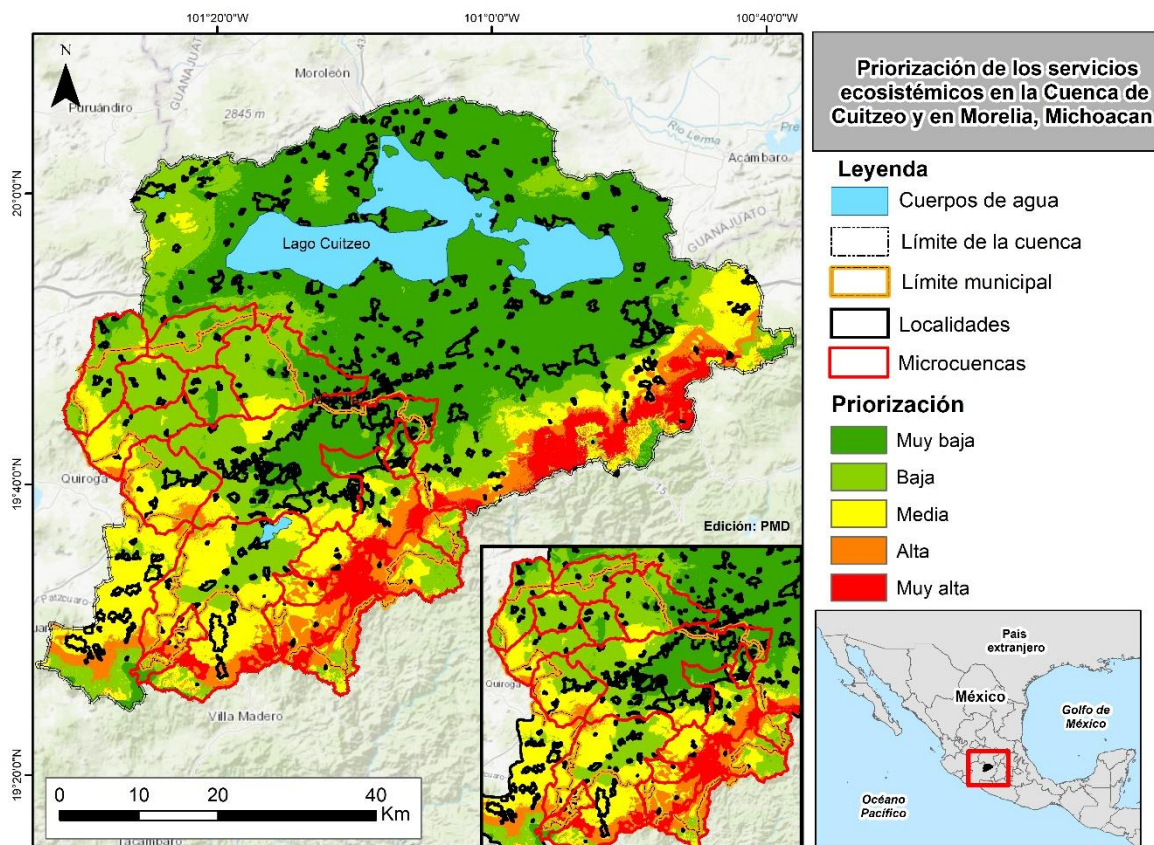 101°20'0"W
101°0'0"W
100°40'0"W
20°0'0"N
19°40'0"N
19°20'0"N
N
GUANAJUATO
43
Moroleón
Puruándiro
2845 m
Río Lerma
Pre
Acámbaro
GUANAJUATO
Lago Cuitzeo
Quiroga
15
Edición: PMD
Villa Madero
0 10 20 40
Km
Quiroga
Priorización de los servicios
ecosistémicos en la Cuenca de
Cuitzeo y en Morelia, Michoacan
Leyenda
Cuerpos de agua
Límite de la cuenca
Límite municipal
Localidades
Microcuencas
Priorización
Muy baja
Baja
Media
Alta
Muy alta
País
extranjero
México
Golfo de
México
Océano
Pacífico